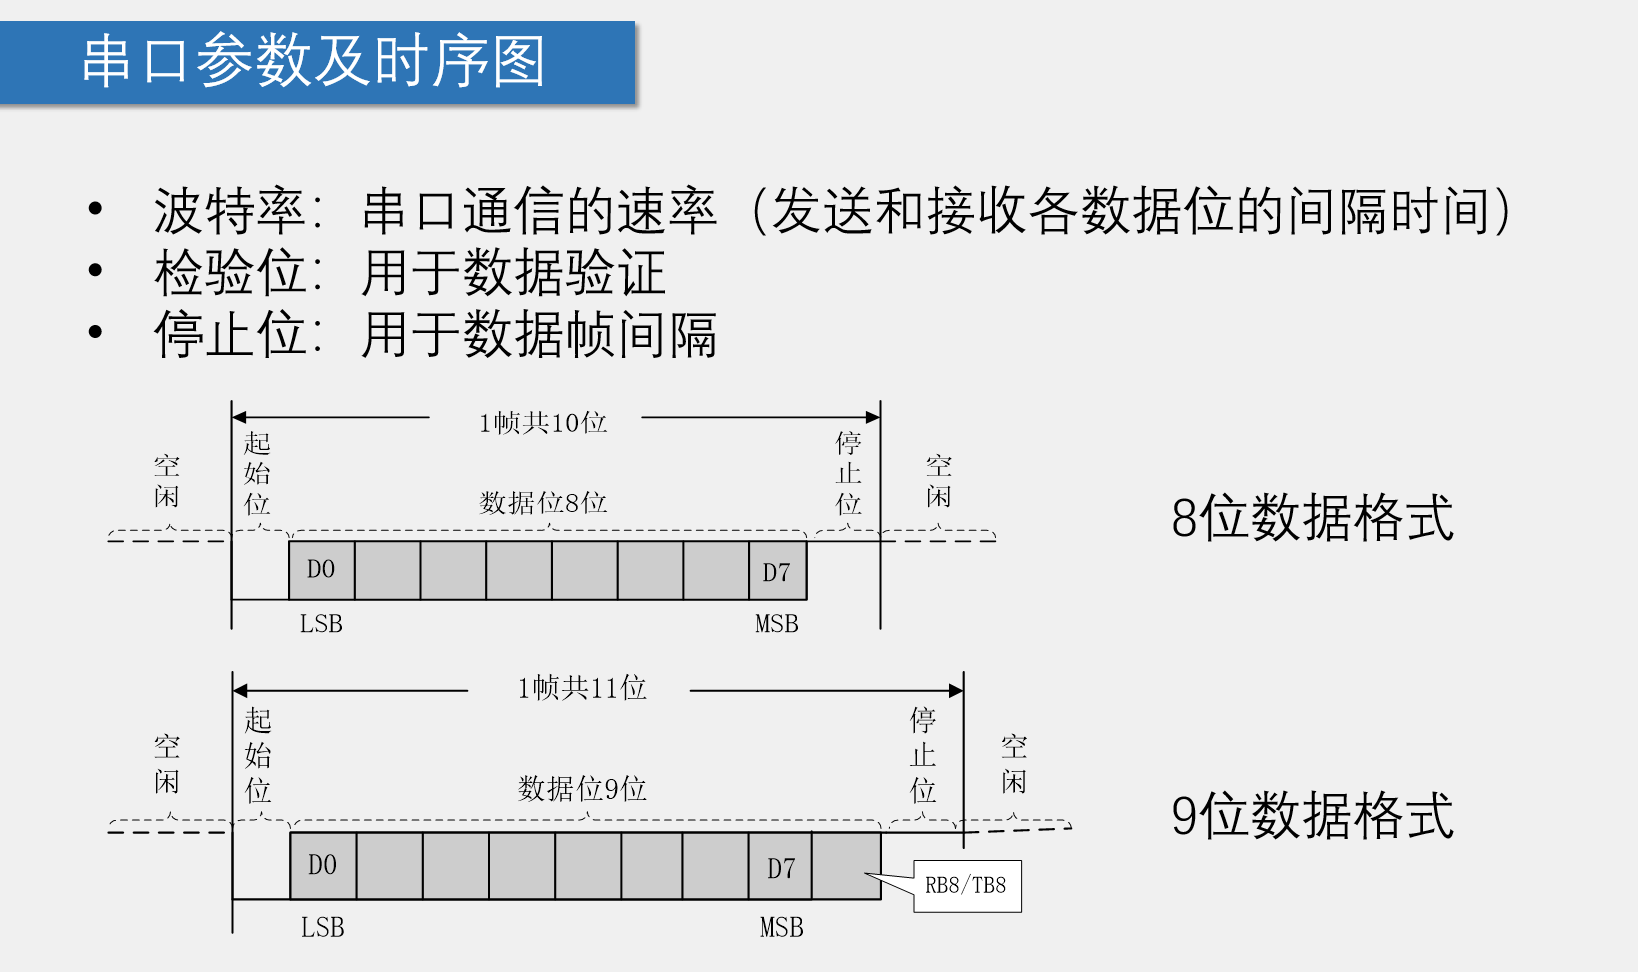 串口参数及时序图
• 波特率：串口通信的速率（发送和接收各数据位的间隔时间）
• 检验位：用于数据验证
• 停止位：用于数据帧间隔
1帧共10位
空闲
起始位
数据位8位
停止位
空闲
D0
D7
LSB
MSB
8位数据格式
1帧共11位
空闲
起始位
数据位9位
停止位
空闲
D0
D7
RB8/TB8
LSB
MSB
9位数据格式